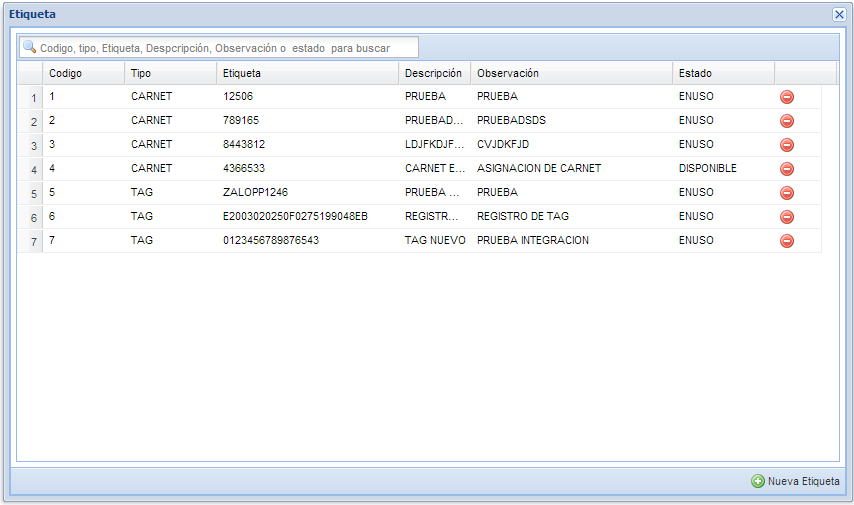 Etiqueta
Codigo, tipo, Etiqueta, Despcripción, Observación o estado para buscar
Codigo Tipo Etiqueta Descripción Observación Estado
1 1 CARNET 12506 PRUEBA PRUEBA ENUSO
2 2 CARNET 789165 PRUEBAD... PRUEBADSDS ENUSO
3 3 CARNET 8443812 LDJFKDJF... CVJDKFJD ENUSO
4 4 CARNET 4366533 CARNET E... ASIGNACION DE CARNET DISPONIBLE
5 5 TAG ZALOPP1246 PRUEBA ... PRUEBA ENUSO
6 6 TAG E2003020250F0275199048EB REGISTR... REGISTRO DE TAG ENUSO
7 7 TAG 0123456789876543 TAG NUEVO PRUEBA INTEGRACION ENUSO
Nueva Etiqueta